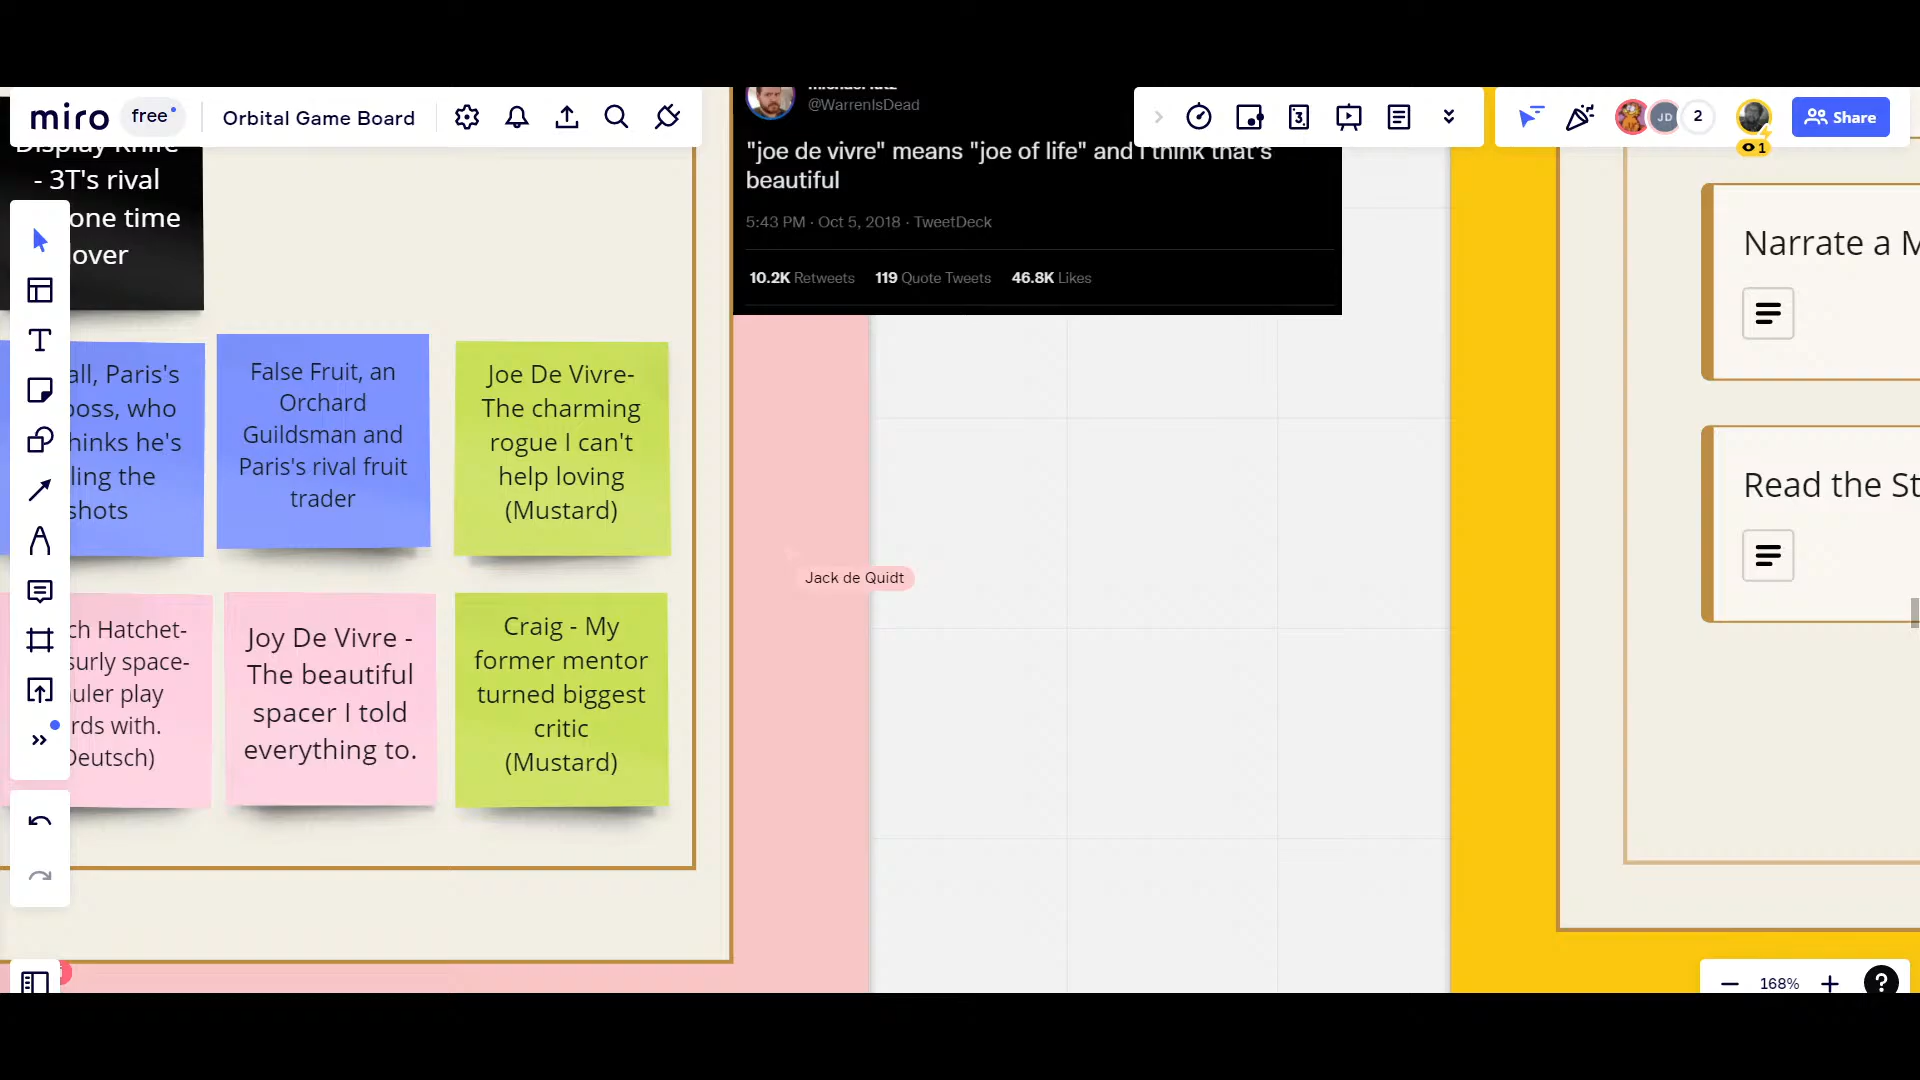 miro
free
Orbital Game Board
@WarrenIsDead
3
JD
2
Share
1
"joe de vivre" means "joe of life" and I think that's
beautiful
5:43 PM · Oct 5, 2018 · TweetDeck
10.2K Retweets 119 Quote Tweets 46.8K Likes
Display Knife
- 3T's rival
one time
over
all, Paris's
boss, who
hinks he's
ling the
shots
False Fruit, an
Orchard
Guildsman and
Paris's rival fruit
trader
Joe De Vivre-
The charming
rogue I can't
help loving
(Mustard)
ch Hatchet-
surly space-
uler play
rds with.
Deutsch)
Joy De Vivre -
The beautiful
spacer I told
everything to.
Craig - My
former mentor
turned biggest
critic
(Mustard)
Jack de Quidt
Narrate a M
Read the St
168%